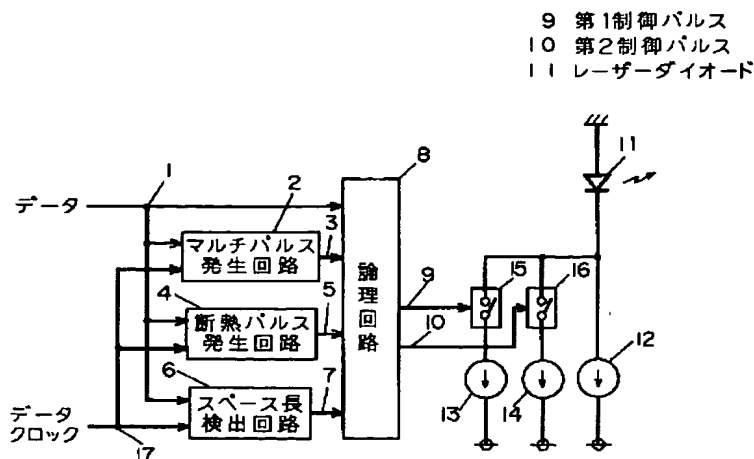 9 第1制御パルス
10 第2制御パルス
11 レーザーダイオード
8
11
1
2
データ
マルチパルス
発生回路
3
4
断熱パルス
発生回路
5
6
スペース長
検出回路
7
論理回路
9
10
15
16
12
13
14
データ
クロック
17